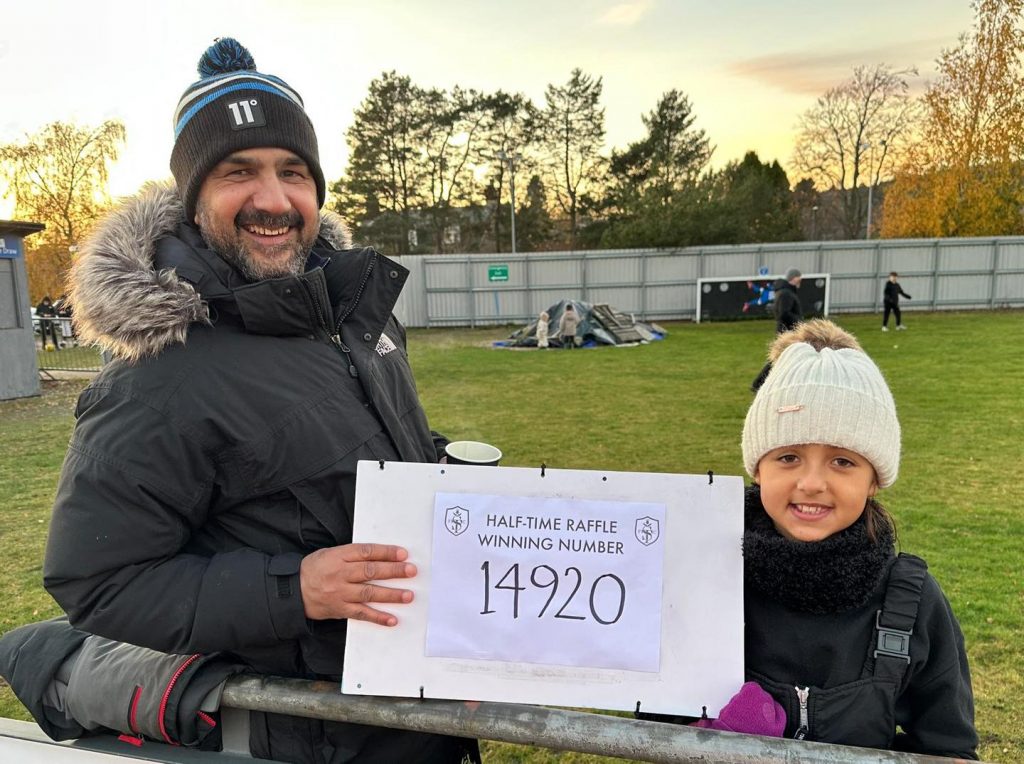 11°
HALF-TIME RAFFLE
WINNING NUMBER
14920